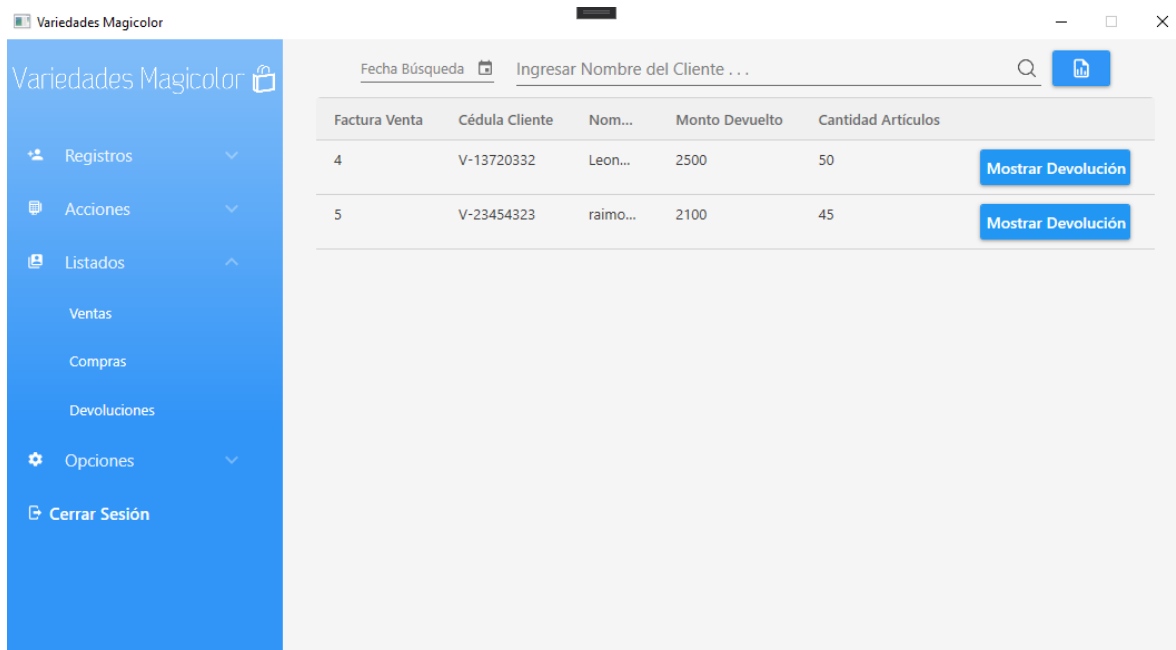 Variedades Magicolor
Variedades Magicolor
Registros
Acciones
Listados
Ventas
Compras
Devoluciones
Opciones
Cerrar Sesión
Fecha Búsqueda Ingresar Nombre del Cliente . . .
Factura Venta Cédula Cliente Nom... Monto Devuelto Cantidad Artículos
4 V-13720332 Leon... 2500 50 Mostrar Devolución
5 V-23454323 raimo... 2100 45 Mostrar Devolución